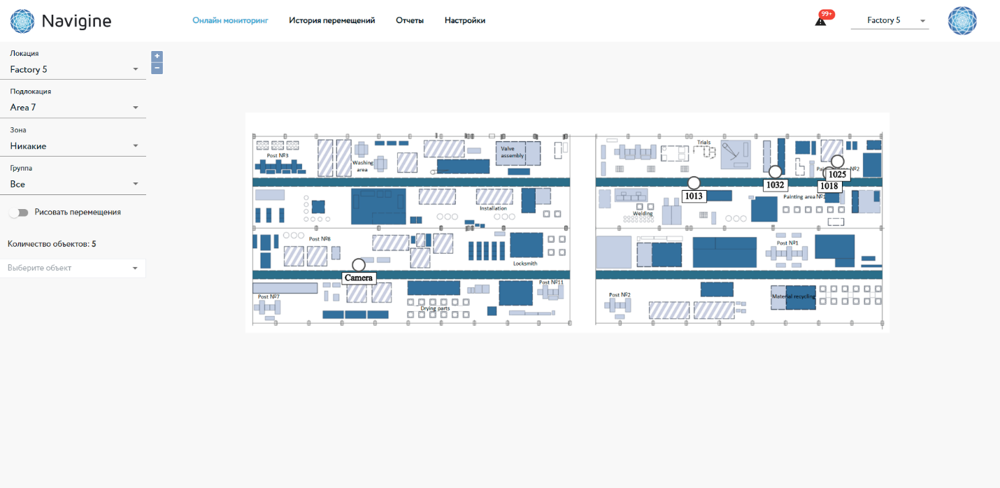 Navigine
Онлайн мониторинг
История перемещений
Отчеты
Настройки
99+
Factory 5
Локация
Factory 5
Подлокация
Area 7
Зона
Никакие
Группа
Все
Рисовать перемещения
Количество объектов: 5
Выберите объект
+
−
Post №3
Washing
area
Valve
assembly
Installation
Trials
№2
1025
1032
1018
1013
Painting area №1
Welding
Post №8
Locksmith
Camera
Post №1
Post №7
Drying parts
Post №11
Post №2
Material recycling